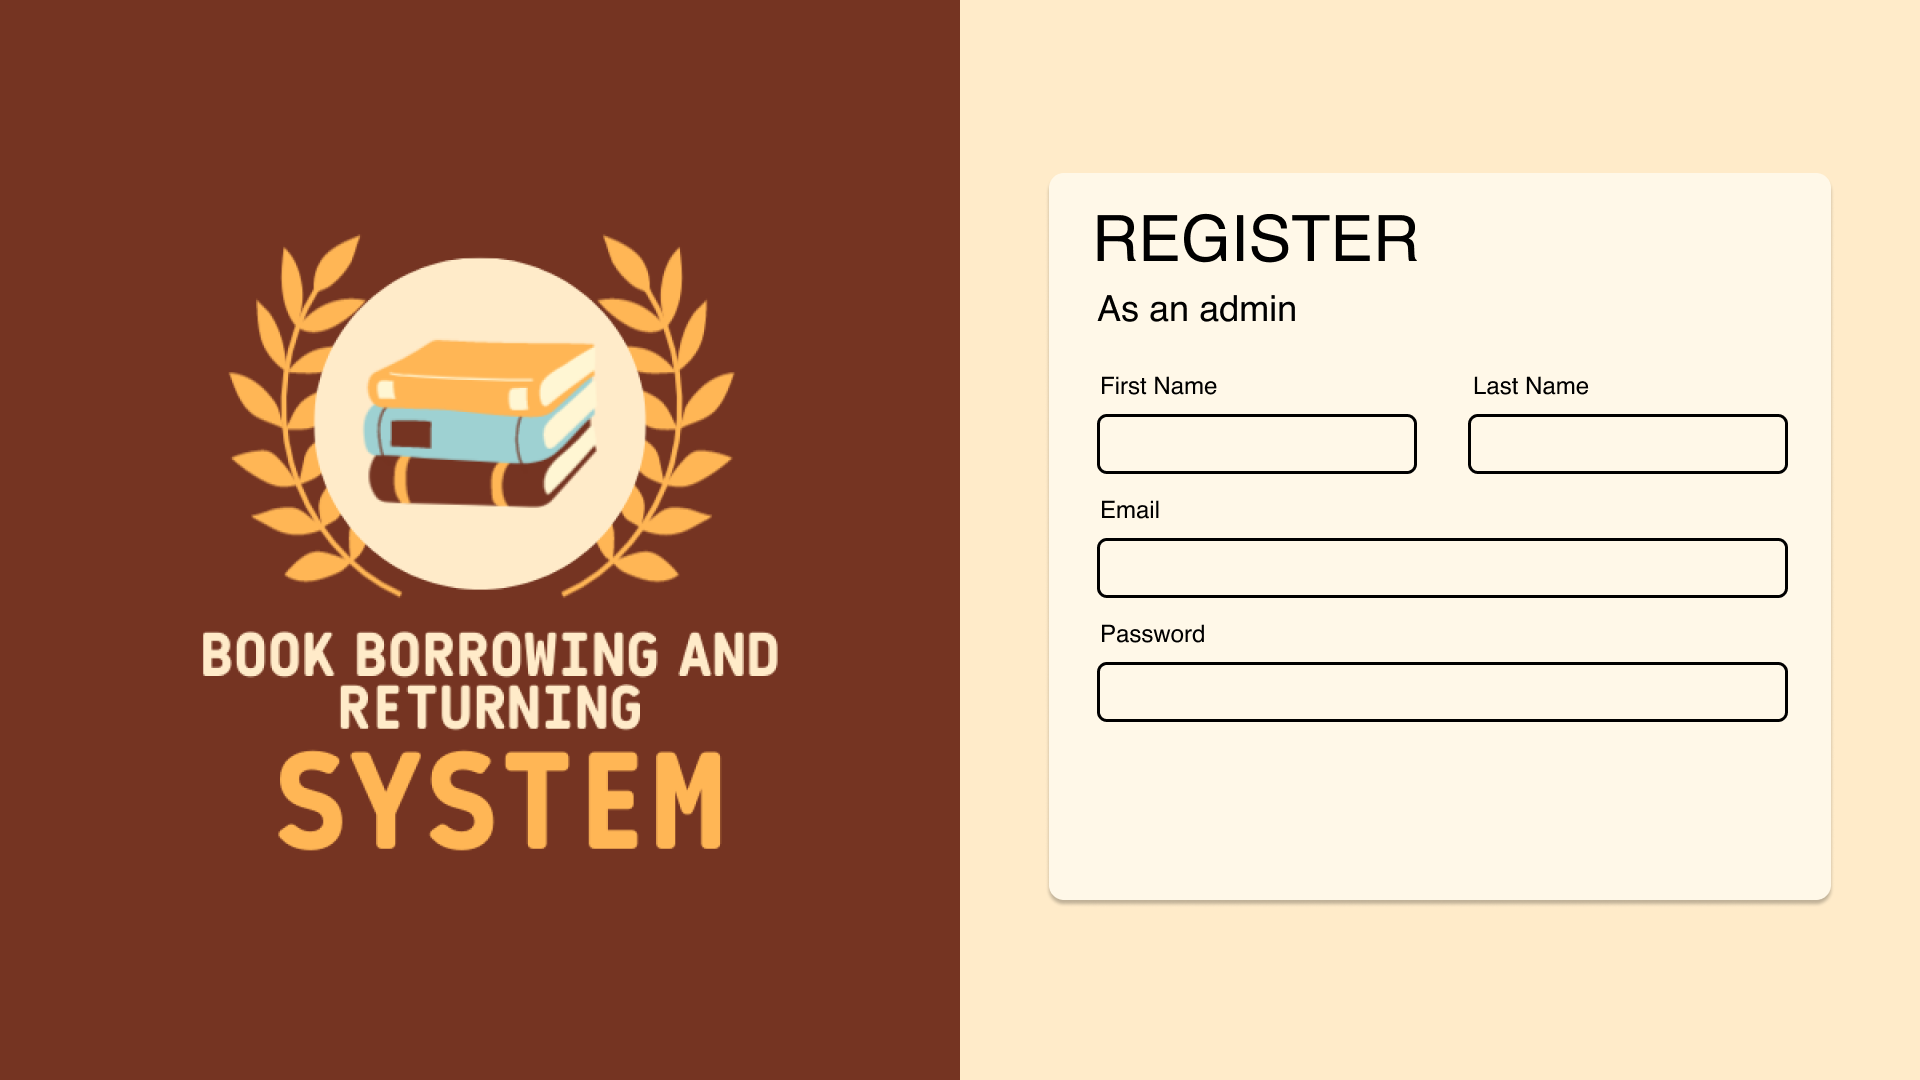 BOOK BORROWING AND
RETURNING
SYSTEM
REGISTER
As an admin
First Name
Last Name
Email
Password